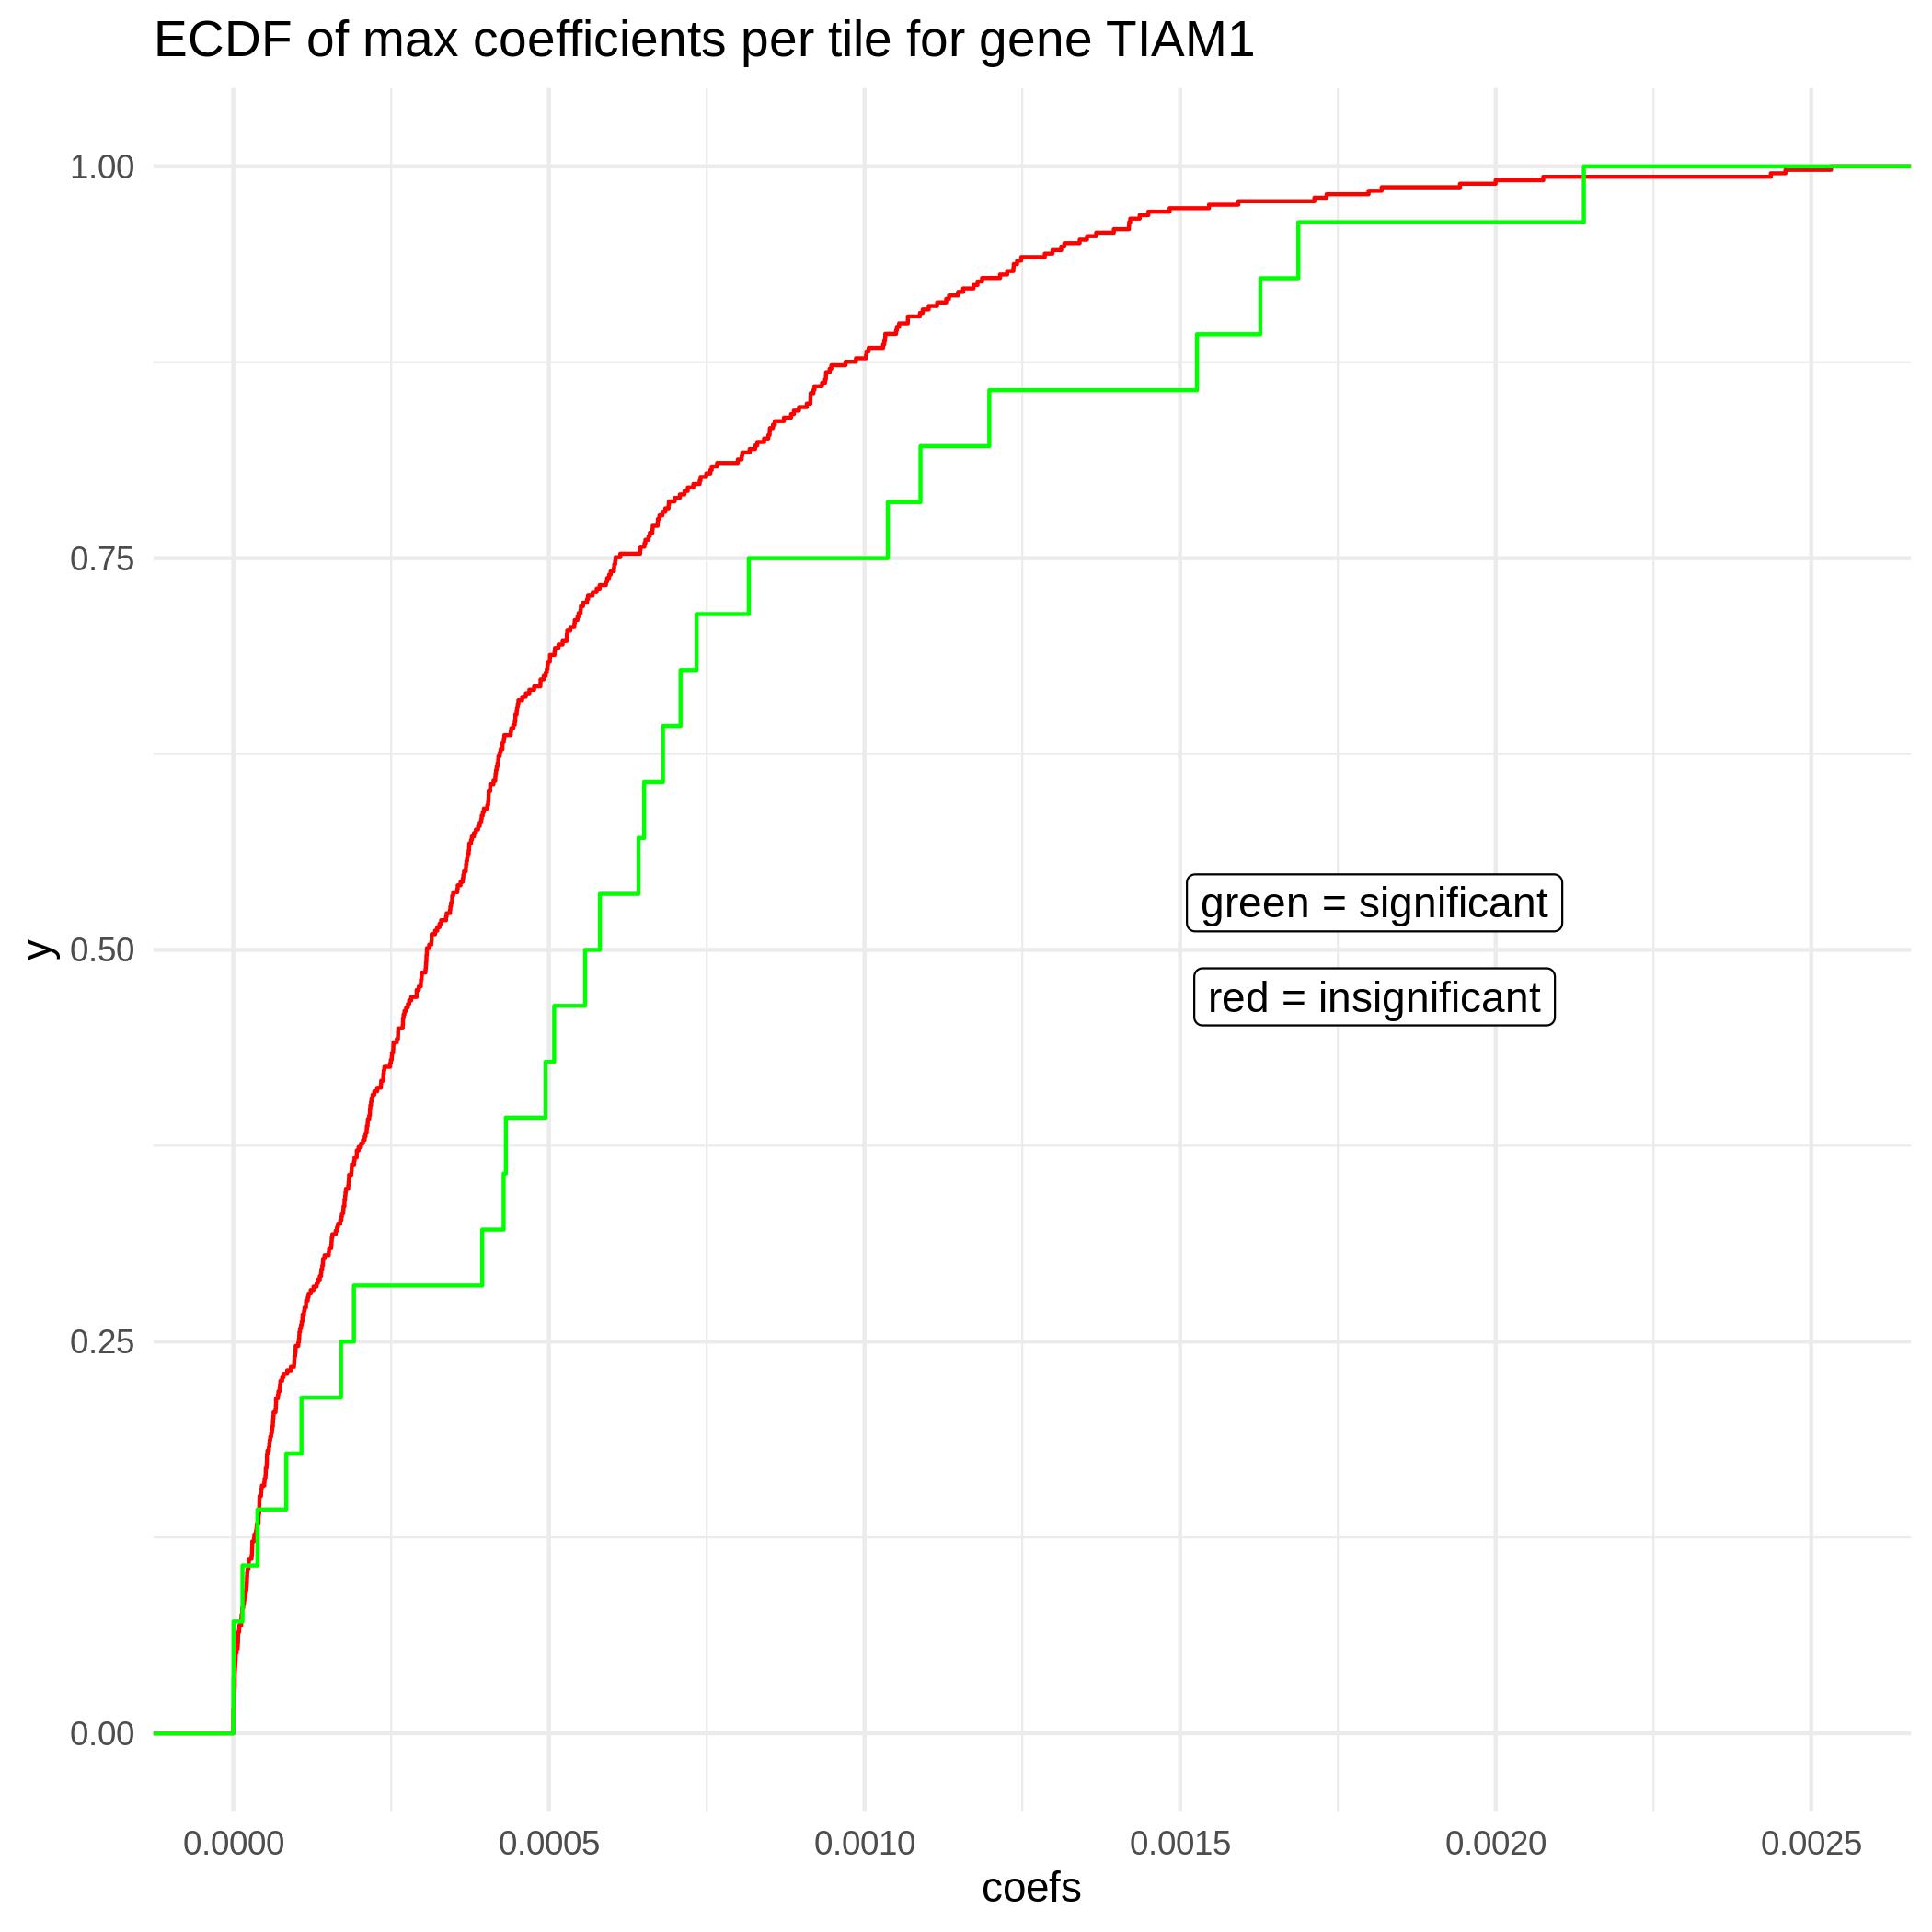 ECDF of max coefficients per tile for gene TIAM1
1.00
0.75
y
0.50
0.25
0.00
green = significant
red = insignificant
0.0000 0.0005 0.0010 0.0015 0.0020 0.0025
coefs